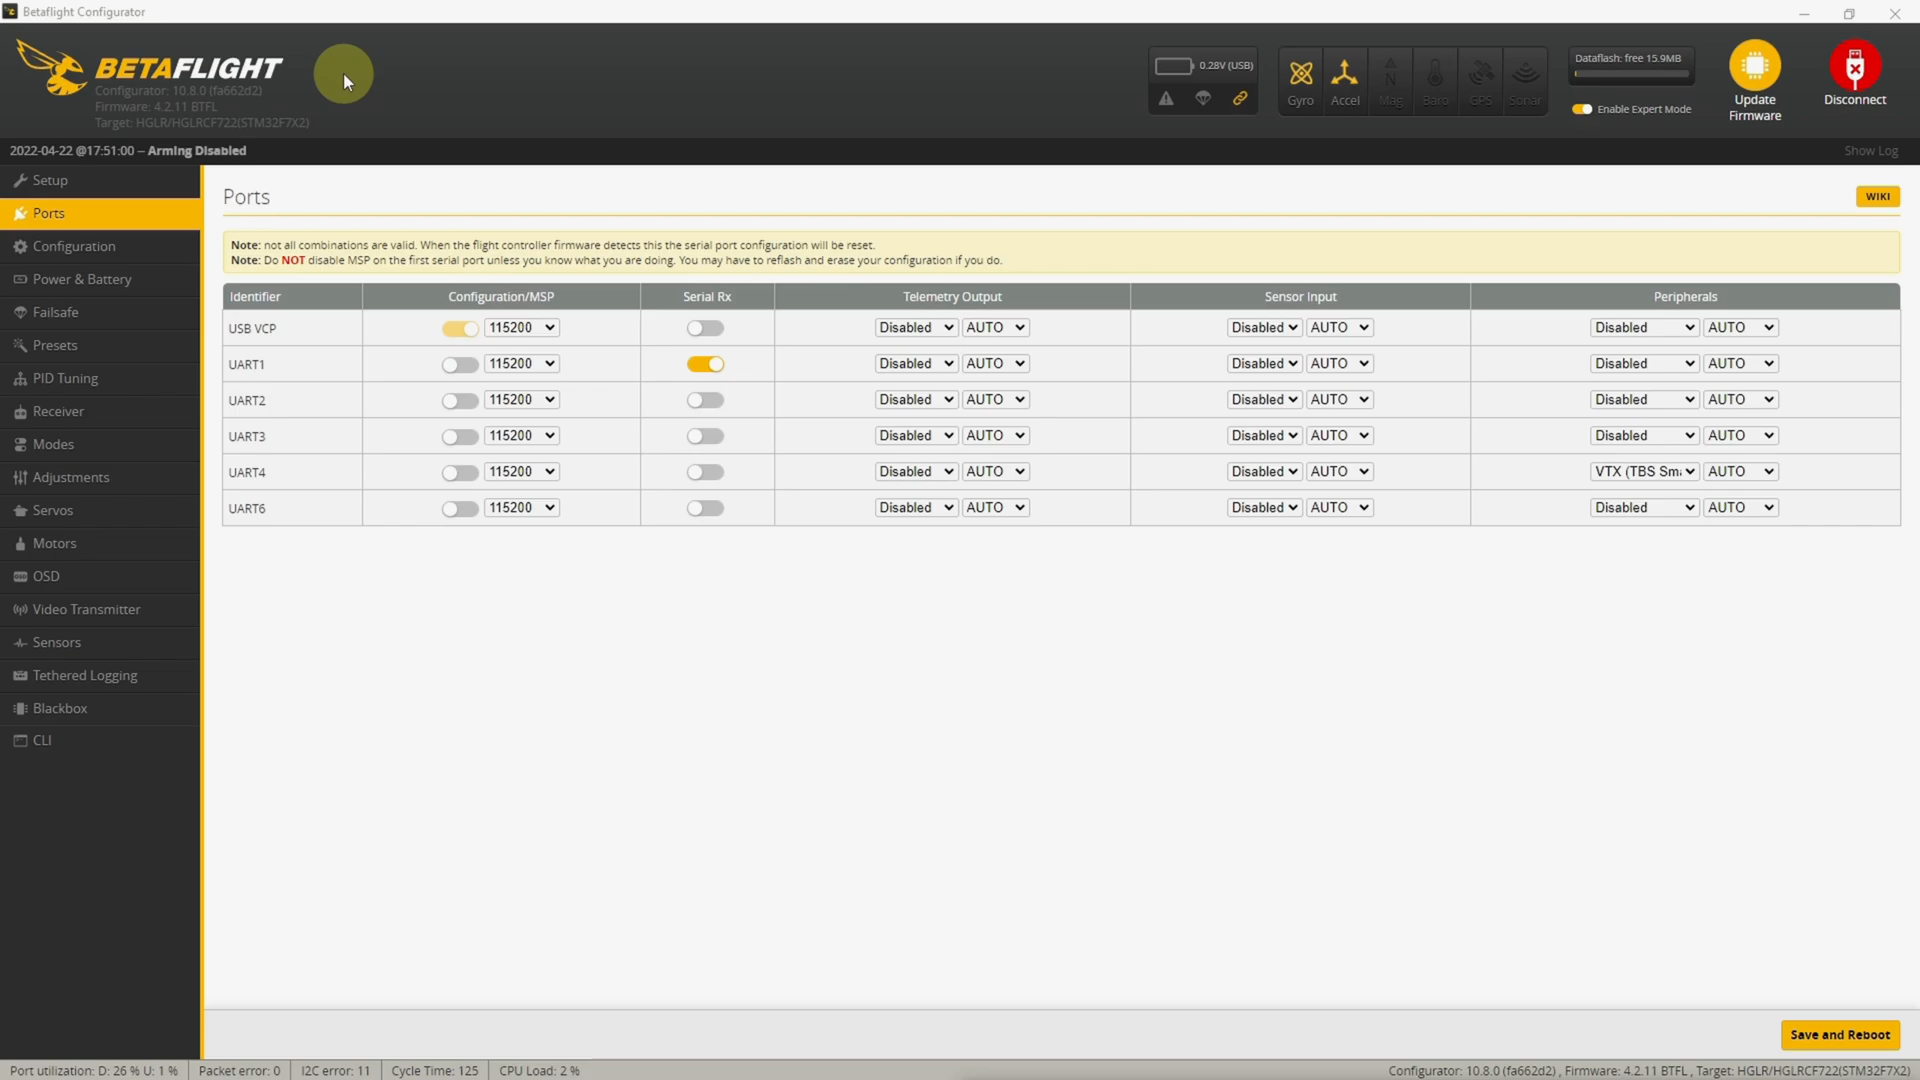 Betaflight Configurator
BETAFLIGHT
Configurator: 10.8.0 (fa662d2)
Firmware: 4.2.11 BTFL
Target: HGLR/HGLRCF722(STM32F7X2)
0.28V (USB)
Gyro Accel Mag Baro GPS Sonar
Dataflash: free 15.9MB
Enable Expert Mode
Update Firmware
Disconnect
2022-04-22 @17:51:00 -- Arming Disabled
Show Log
Setup
Ports
Configuration
Power & Battery
Failsafe
Presets
PID Tuning
Receiver
Modes
Adjustments
Servos
Motors
OSD
Video Transmitter
Sensors
Tethered Logging
Blackbox
CLI
Ports
WIKI
Note: not all combinations are valid. When the flight controller firmware detects this the serial port configuration will be reset.
Note: Do NOT disable MSP on the first serial port unless you know what you are doing. You may have to reflash and erase your configuration if you do.
Identifier Configuration/MSP Serial Rx Telemetry Output Sensor Input Peripherals
USB VCP 115200 Disabled AUTO Disabled AUTO Disabled AUTO
UART1 115200 Disabled AUTO Disabled AUTO Disabled AUTO
UART2 115200 Disabled AUTO Disabled AUTO Disabled AUTO
UART3 115200 Disabled AUTO Disabled AUTO Disabled AUTO
UART4 115200 Disabled AUTO Disabled AUTO VTX (TBS Sm AUTO
UART6 115200 Disabled AUTO Disabled AUTO Disabled AUTO
Save and Reboot
Port utilization: D: 26 % U: 1 % Packet error: 0 I2C error: 11 Cycle Time: 125 CPU Load: 2 %
Configurator: 10.8.0 (fa662d2) , Firmware: 4.2.11 BTFL , Target: HGLR/HGLRCF722(STM32F7X2)